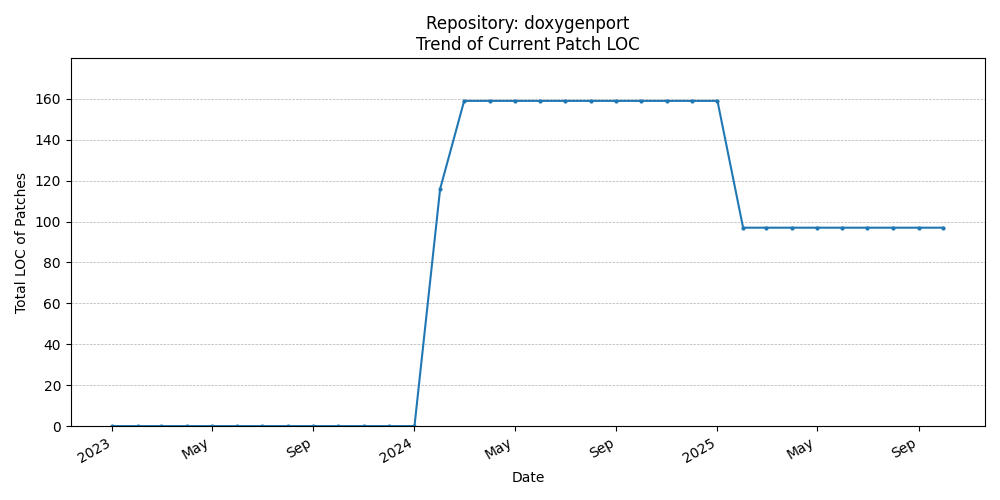 Repository: doxygenport
Trend of Current Patch LOC
Total LOC of Patches
160
140
120
100
80
60
40
20
0
2023
May
Sep
2024
May
Sep
2025
May
Sep
Date